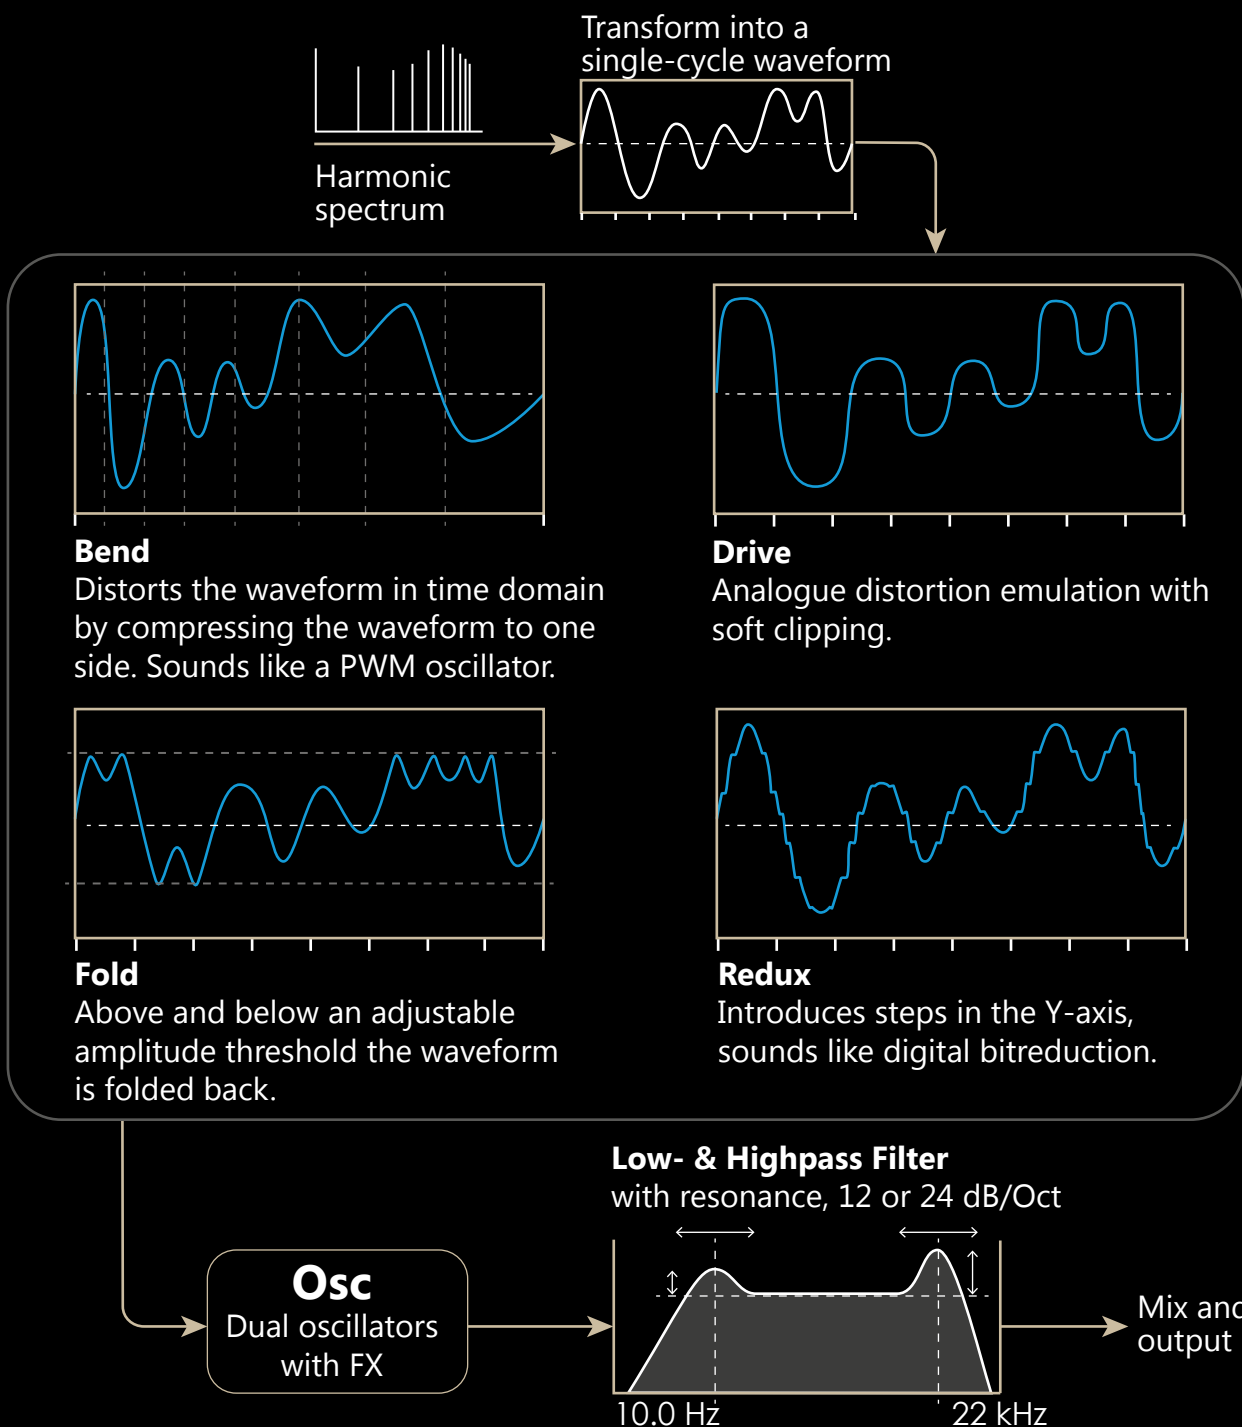 Transform into a
single-cycle waveform
Harmonic
spectrum
Bend
Distorts the waveform in time domain
by compressing the waveform to one
side. Sounds like a PWM oscillator.
Drive
Analogue distortion emulation with
soft clipping.
Fold
Above and below an adjustable
amplitude threshold the waveform
is folded back.
Redux
Introduces steps in the Y-axis,
sounds like digital bitreduction.
Low- & Highpass Filter
with resonance, 12 or 24 dB/Oct
Osc
Dual oscillators
with FX
Mix and
output
10.0 Hz
22 kHz